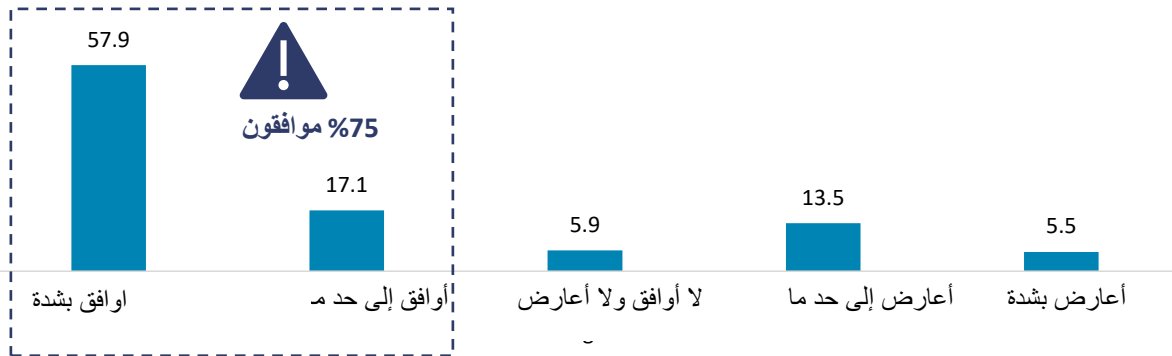 57.9
%75 موافقون
17.1
5.9
13.5
5.5
اوافق بشدة
أوافق إلى حد مـ
لا أوافق ولا أعارض
أعارض إلى حد ما
أعارض بشدة